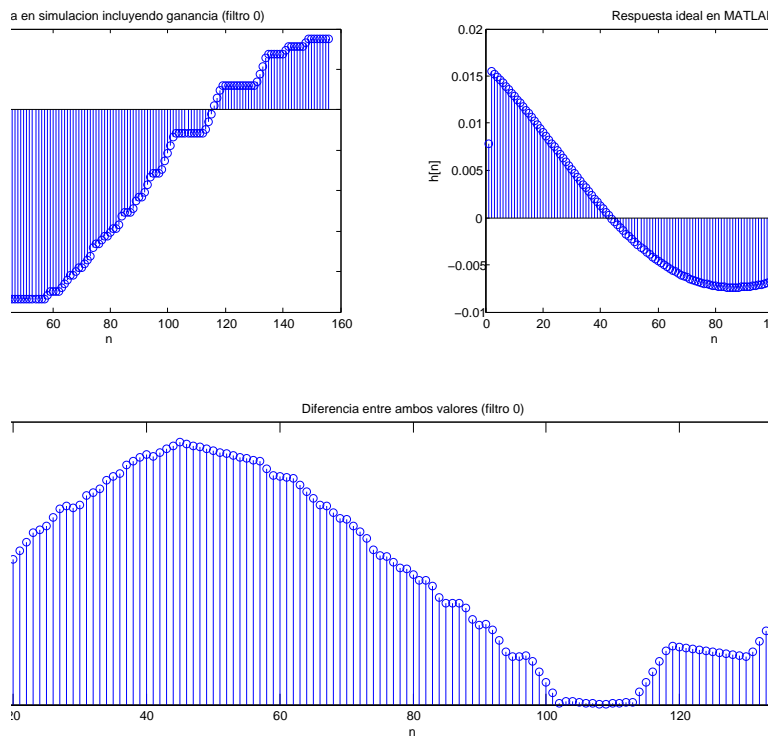 a en simulacion incluyendo ganancia (filtro 0)
60 80 100 120 140 160
n
Respuesta ideal en MATLA
0.02
0.015
0.01
0.005
0
−0.005
−0.01
h[n]
0 20 40 60 80
n
Diferencia entre ambos valores (filtro 0)
40 60 80 100 120
n